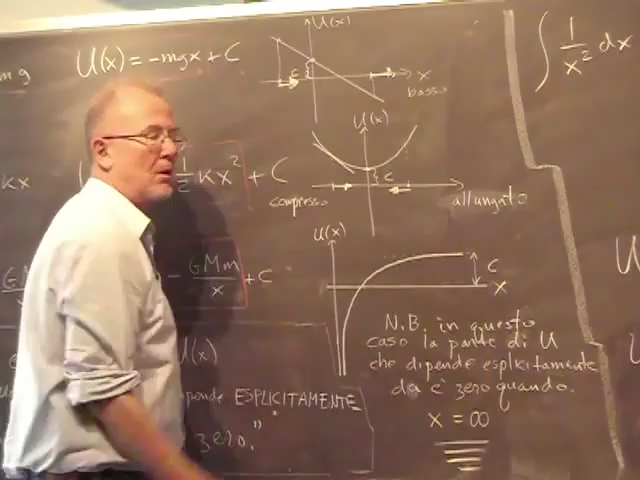 mg
U(x) = -mgx + C
U(x)
c
x
basso
∫ 1/x² dx
kx
1/2 kx² + C
U(x)
c
compresso
allungato
GM
- GMm/x + C
U(x)
c
x
N.B. in questo
caso la parte di U
che dipende esplicitamente
da è zero quando.
x = ∞
U
(x)
ESPLICITAMENTE
zero."